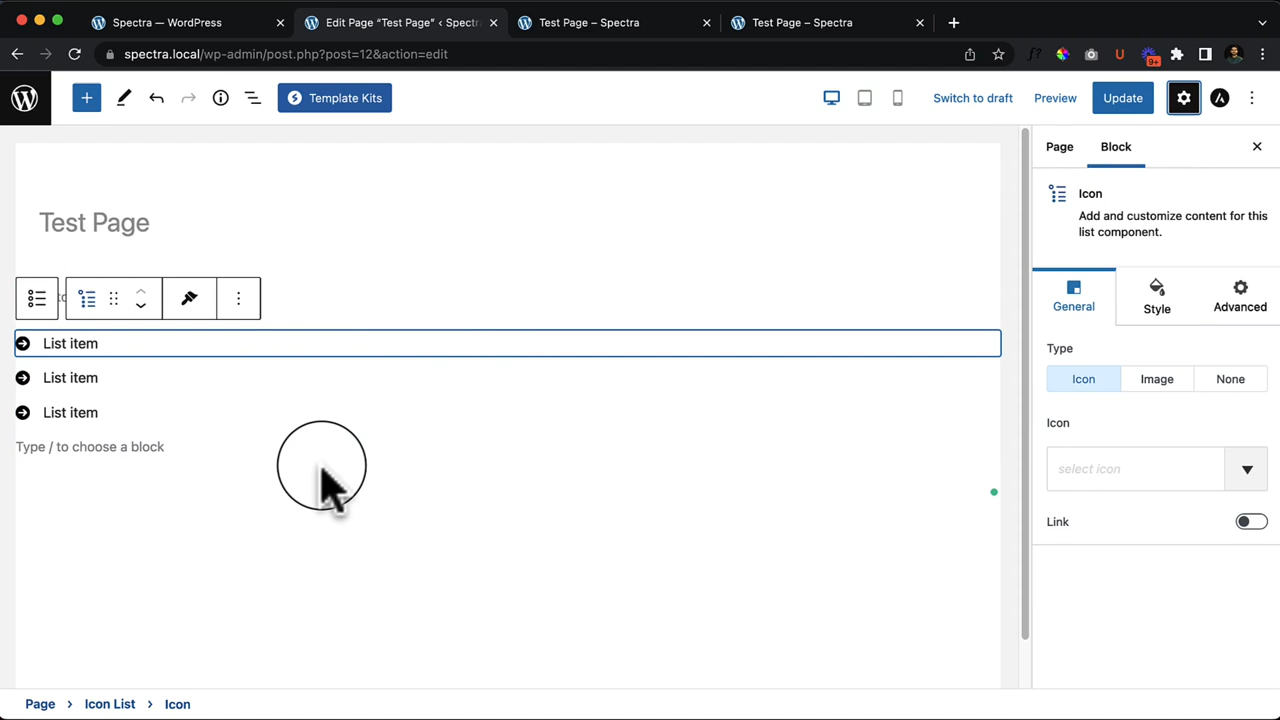 Spectra — WordPress
Edit Page “Test Page” ‹ Spectra
Test Page – Spectra
Test Page – Spectra
spectra.local/wp-admin/post.php?post=12&action=edit
9+
Template Kits
Switch to draft
Preview
Update
Page
Block
Icon
Add and customize content for this
list component.
Test Page
General
Style
Advanced
List item
List item
List item
Type / to choose a block
Type
Icon
Image
None
Icon
select icon
Link
Page > Icon List > Icon